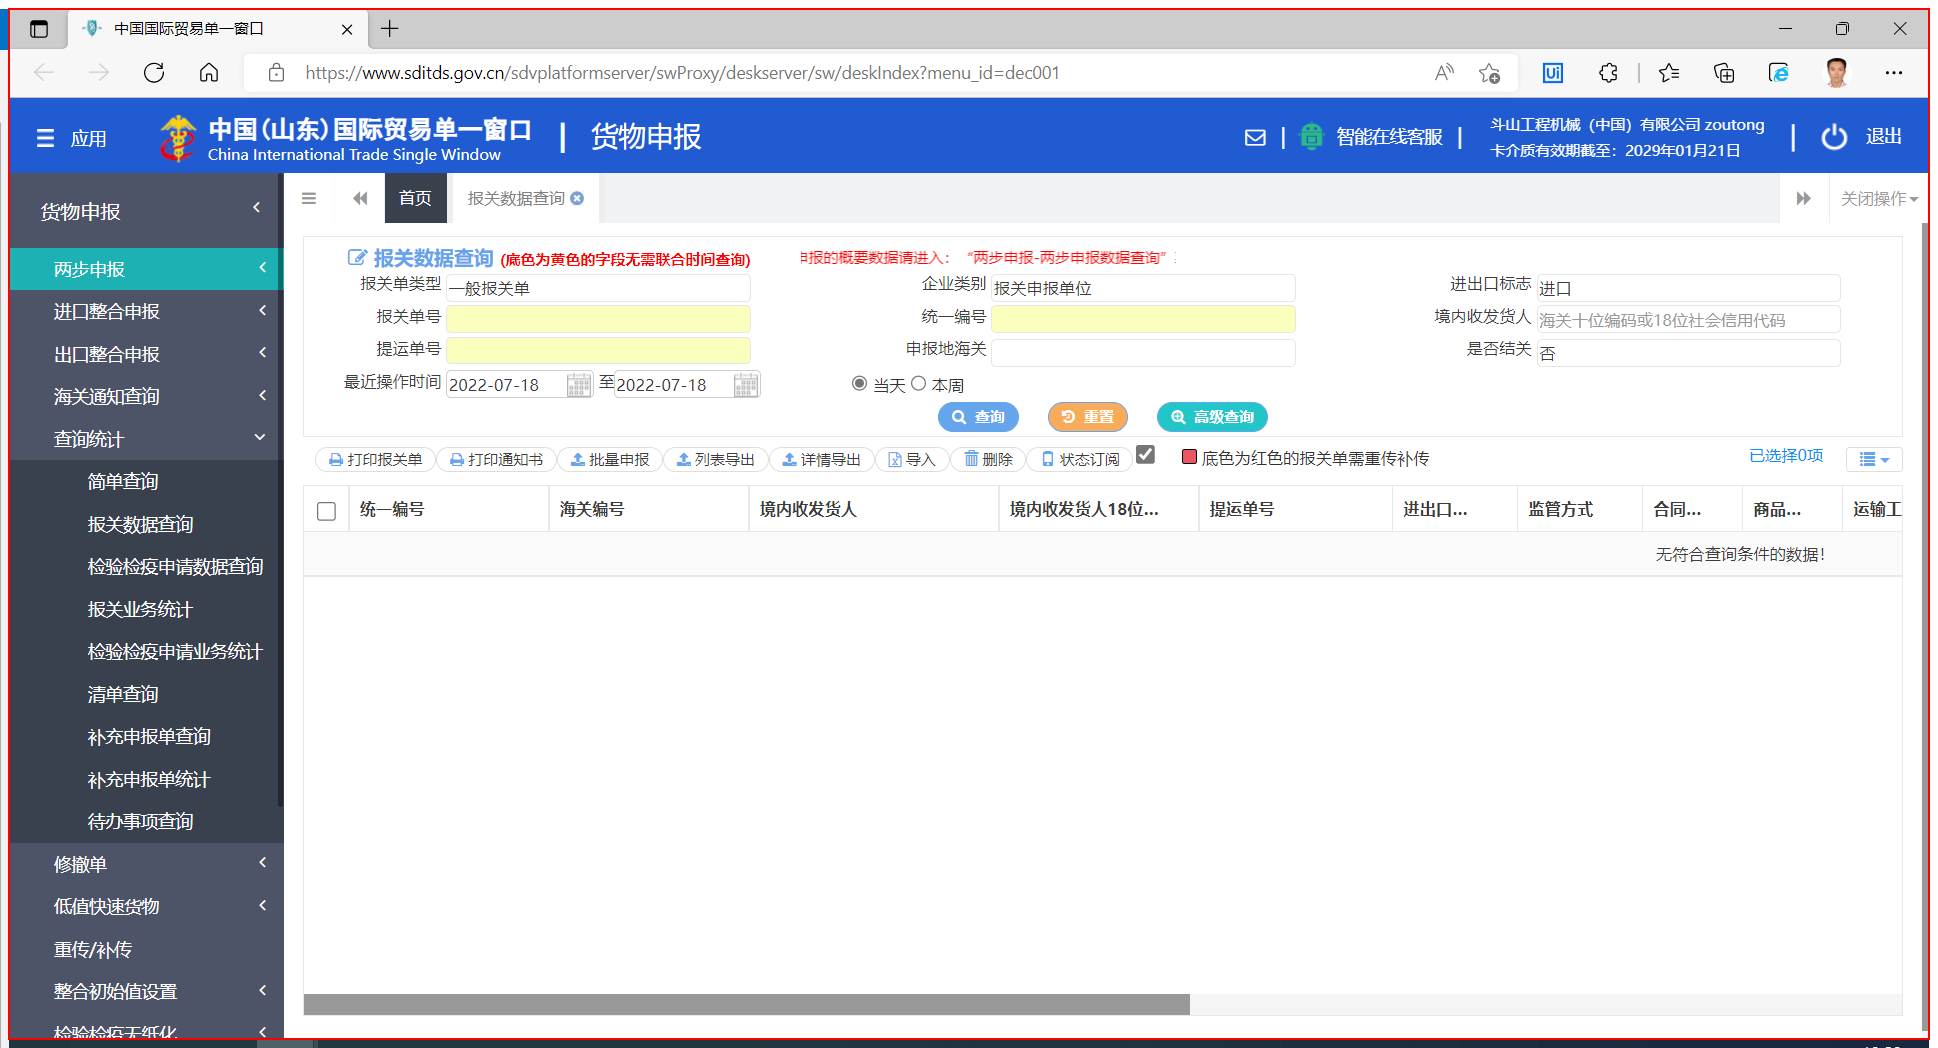 中国国际贸易单一窗口
https://www.sditds.gov.cn/sdvplatformserver/swProxy/deskserver/sw/deskIndex?menu_id=dec001
应用
中国(山东)国际贸易单一窗口
China International Trade Single Window
货物申报
智能在线客服
斗山工程机械（中国）有限公司 zoutong
卡介质有效期截至：2029年01月21日
退出
货物申报
首页
报关数据查询
关闭操作
两步申报
进口整合申报
出口整合申报
海关通知查询
查询统计
简单查询
报关数据查询
检验检疫申请数据查询
报关业务统计
检验检疫申请业务统计
清单查询
补充申报单查询
补充申报单统计
待办事项查询
修撤单
低值快速货物
重传/补传
整合初始值设置
检验检疫无纸化
报关数据查询 (底色为黄色的字段无需联合时间查询)
报的概要数据请进入：“两步申报-两步申报数据查询”
报关单类型 一般报关单 企业类别 报关申报单位 进出口标志 进口
报关单号 统一编号 境内收发货人 海关十位编码或18位社会信用代码
提运单号 申报地海关 是否结关 否
最近操作时间 2022-07-18 至 2022-07-18 当天 本周
查询 重置 高级查询
打印报关单 打印通知书 批量申报 列表导出 详情导出 导入 删除 状态订阅 底色为红色的报关单需重传补传 已选择0项
统一编号 海关编号 境内收发货人 境内收发货人18位... 提运单号 进出口... 监管方式 合同... 商品... 运输工
无符合查询条件的数据！